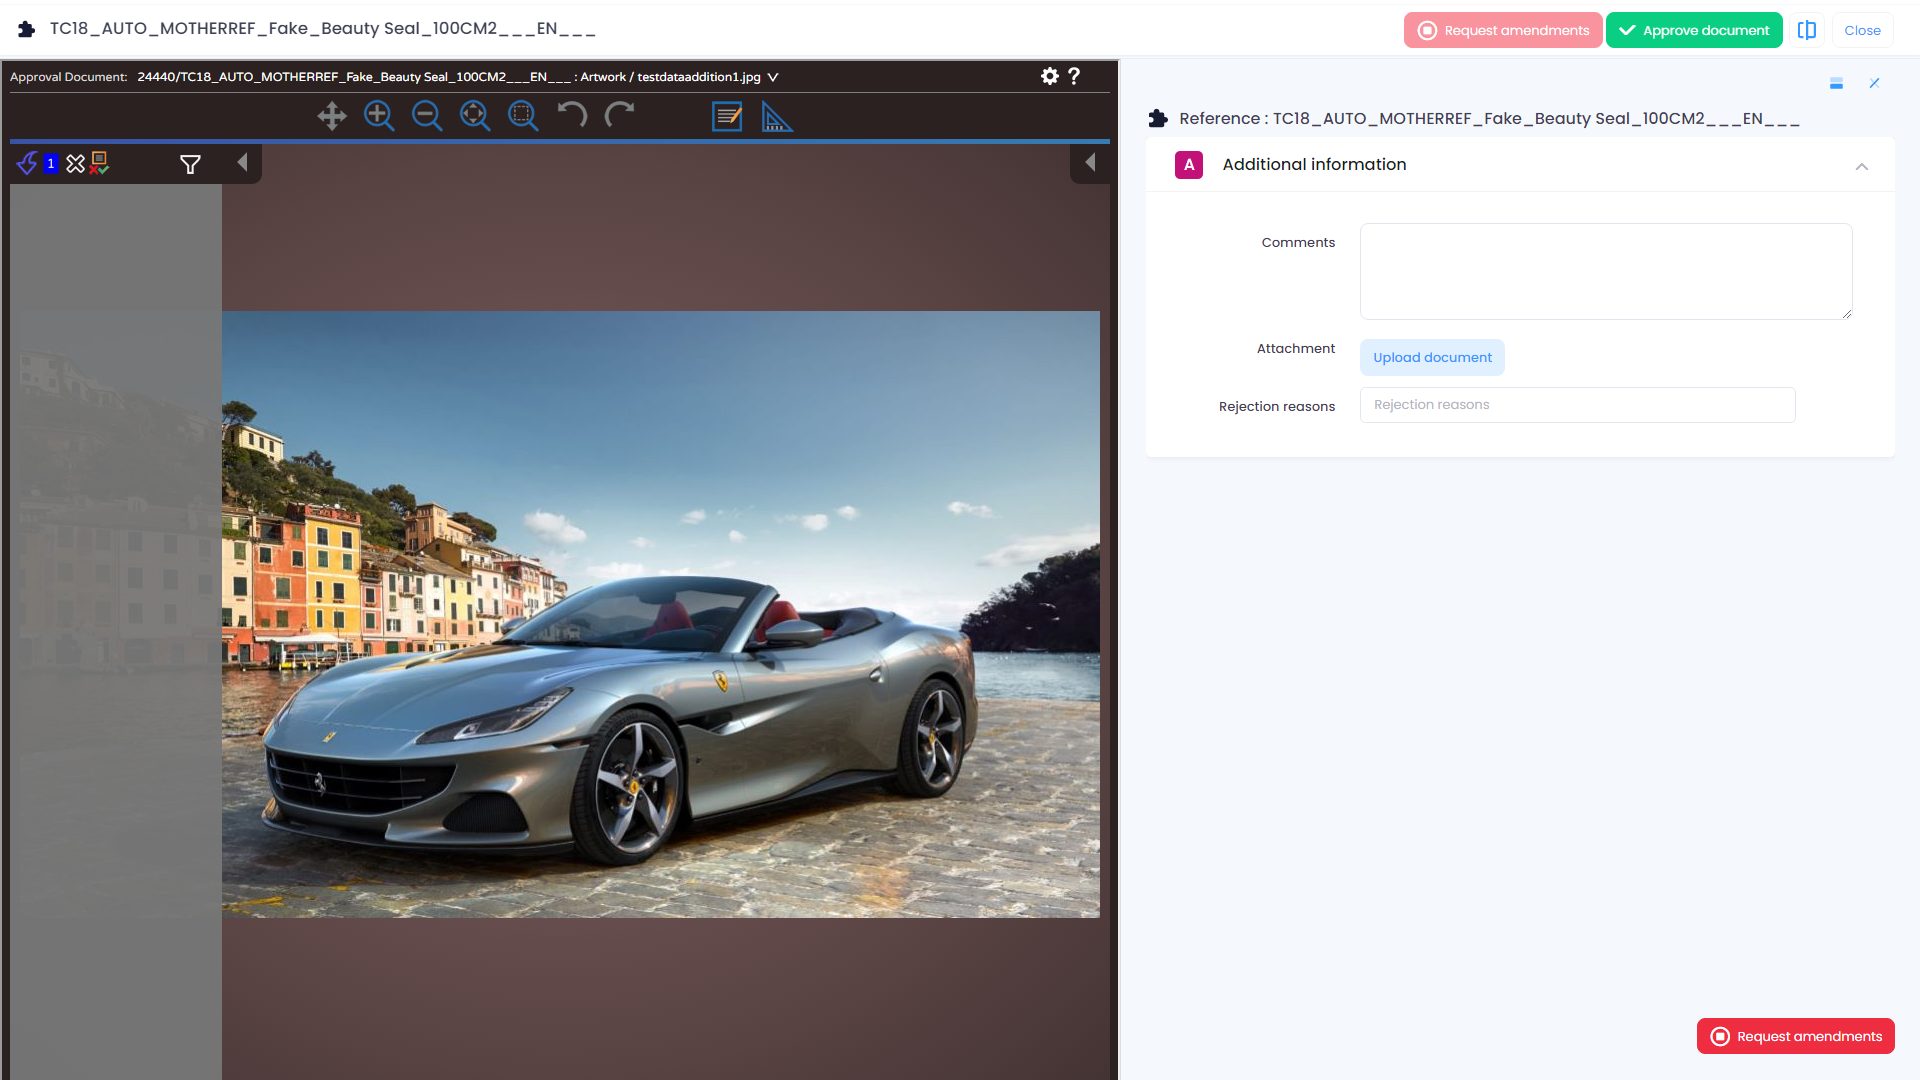 TC18_AUTO_MOTHERREF_Fake_Beauty Seal_100CM2___EN___
Request amendments
Approve document
Close
Approval Document: 24440/TC18_AUTO_MOTHERREF_Fake_Beauty Seal_100CM2___EN___ : Artwork / testdataaddition1.jpg
?
1
Reference : TC18_AUTO_MOTHERREF_Fake_Beauty Seal_100CM2___EN___
A Additional information
Comments
Attachment
Upload document
Rejection reasons
Rejection reasons
Request amendments